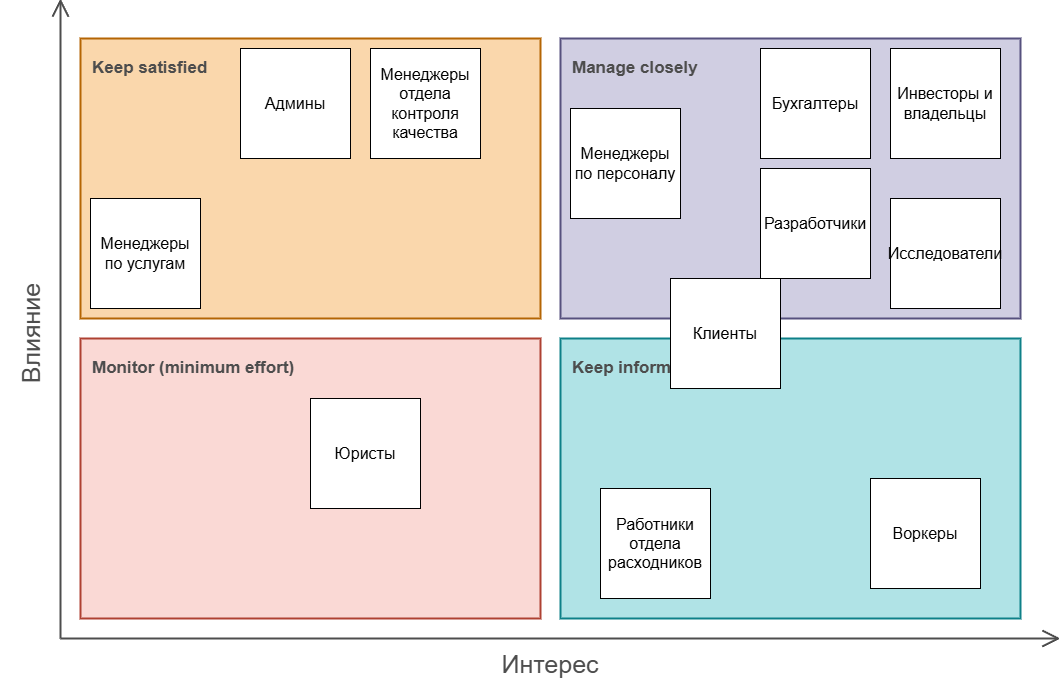 Влияние
Keep satisfied
Админы
Менеджеры
отдела
контроля
качества
Менеджеры
по услугам
Manage closely
Менеджеры
по персоналу
Бухгалтеры
Инвесторы и
владельцы
Разработчики
Исследователи
Клиенты
Monitor (minimum effort)
Юристы
Keep inform
Работники
отдела
расходников
Воркеры
Интерес